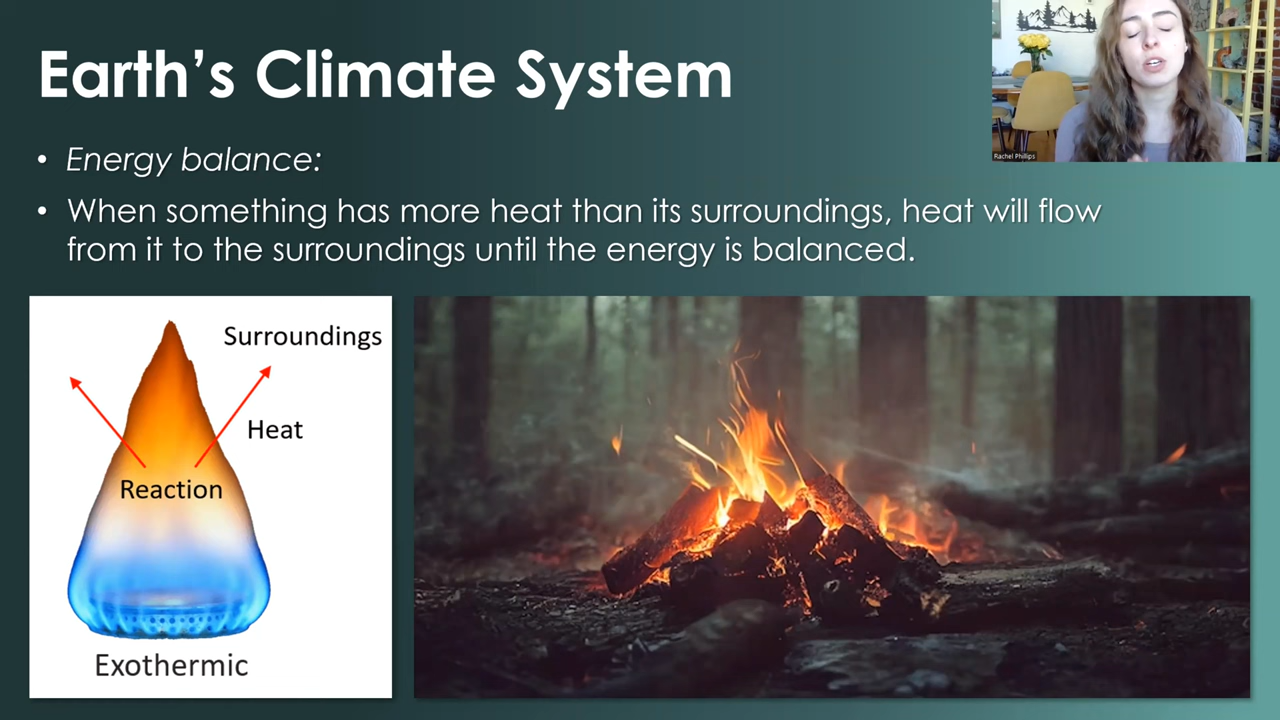 Earth's Climate System
Rachel Phillips
• Energy balance:
• When something has more heat than its surroundings, heat will flow
from it to the surroundings until the energy is balanced.
Surroundings
Heat
Reaction
Exothermic